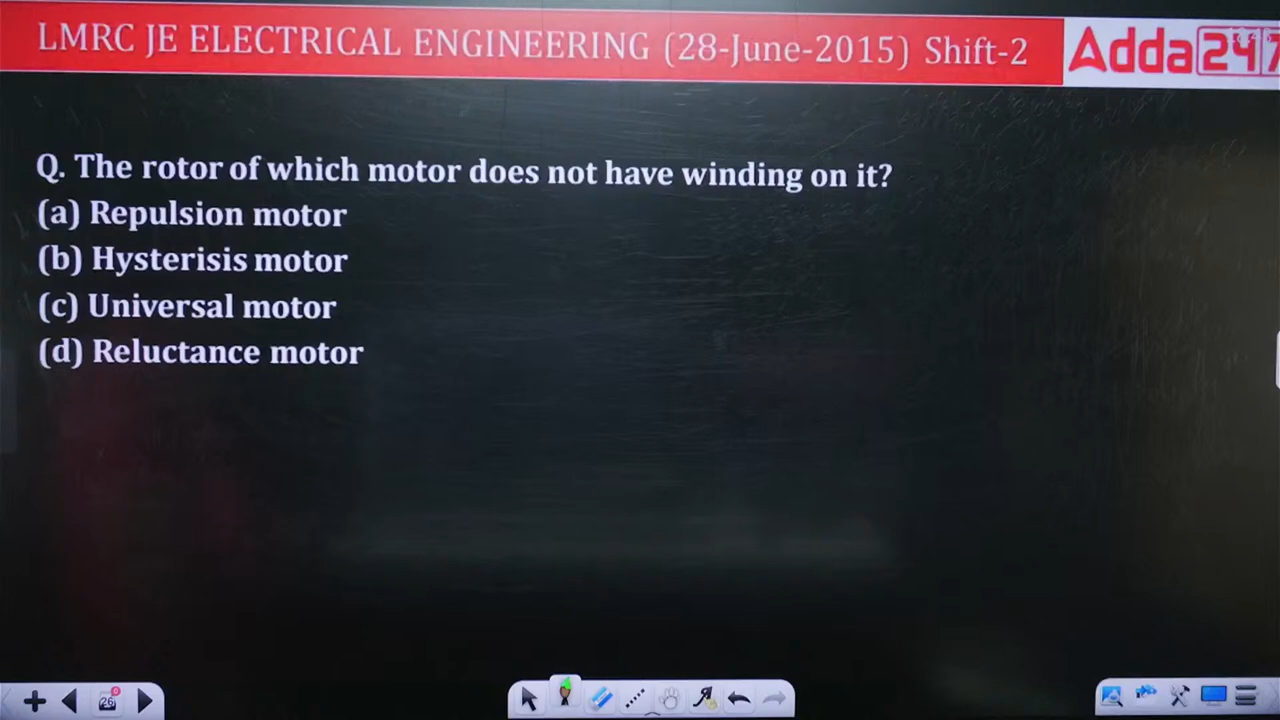 LMRC JE ELECTRICAL ENGINEERING (28-June-2015) Shift-2
Adda247
Q. The rotor of which motor does not have winding on it?
(a) Repulsion motor
(b) Hysterisis motor
(c) Universal motor
(d) Reluctance motor
26